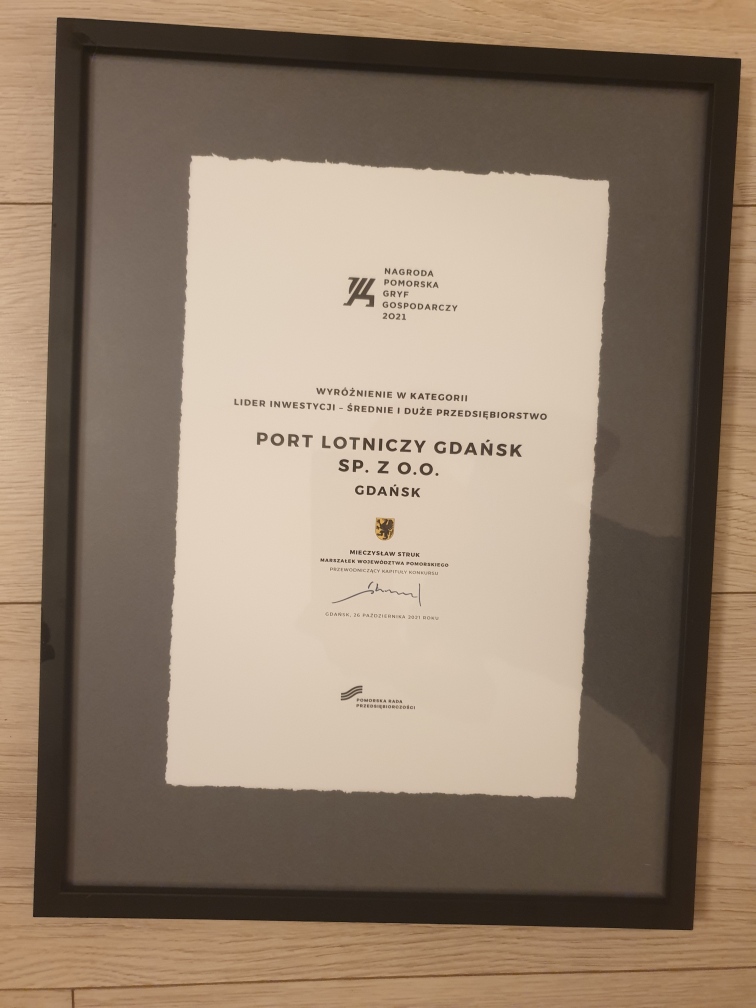 NAGRODA
POMORSKA
GRYF
GOSPODARCZY
2021
WYRÓŻNIENIE W KATEGORII
LIDER INWESTYCJI – ŚREDNIE I DUŻE PRZEDSIĘBIORSTWO
PORT LOTNICZY GDAŃSK
SP. Z O.O.
GDAŃSK
MIECZYSŁAW STRUK
MARSZAŁEK WOJEWÓDZTWA POMORSKIEGO
PRZEWODNICZĄCY KAPITUŁY KONKURSU
GDAŃSK, 26 PAŹDZIERNIKA 2021 ROKU
POMORSKA RADA
PRZEDSIĘBIORCZOŚCI